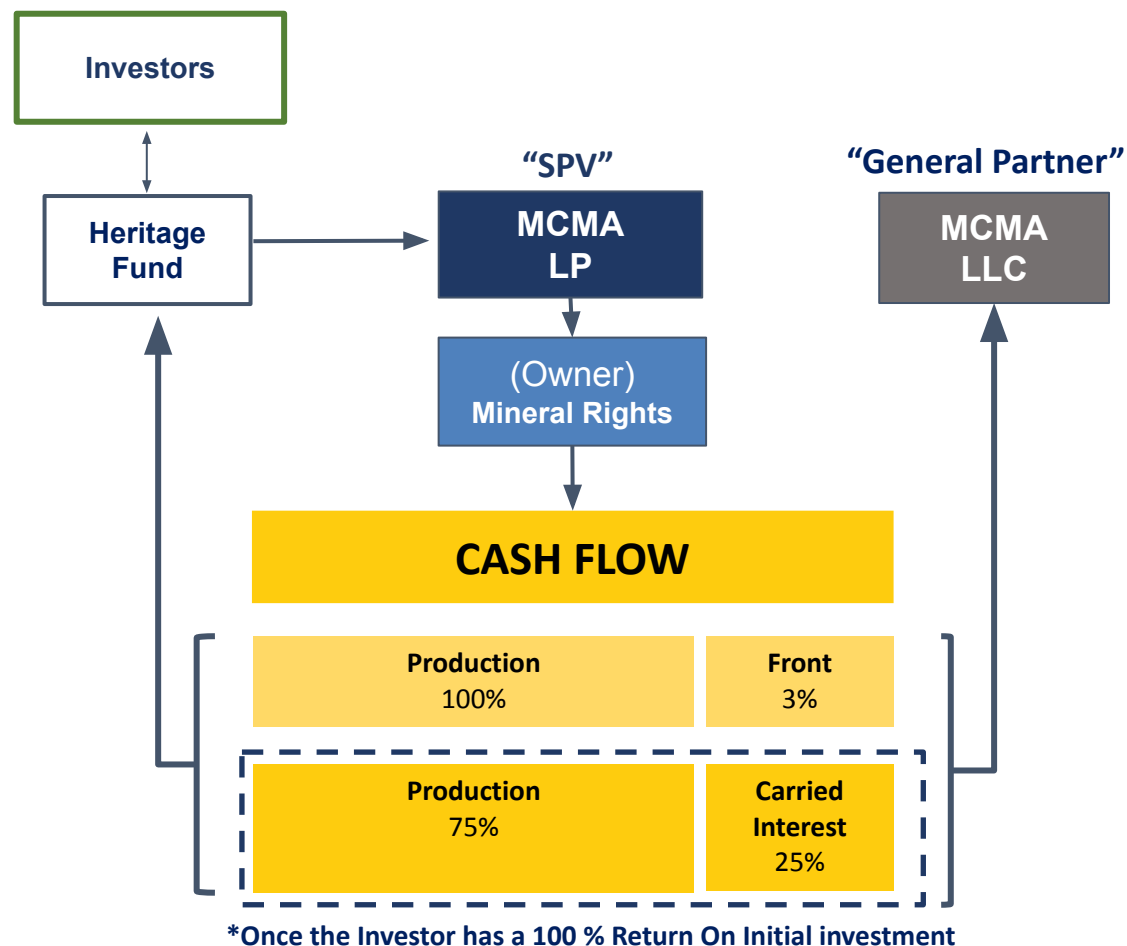 Investors
“SPV”
“General Partner”
Heritage
Fund
MCMA
LP
MCMA
LLC
(Owner)
Mineral Rights
CASH FLOW
Production
100%
Front
3%
Production
75%
Carried
Interest
25%
*Once the Investor has a 100 % Return On Initial investment